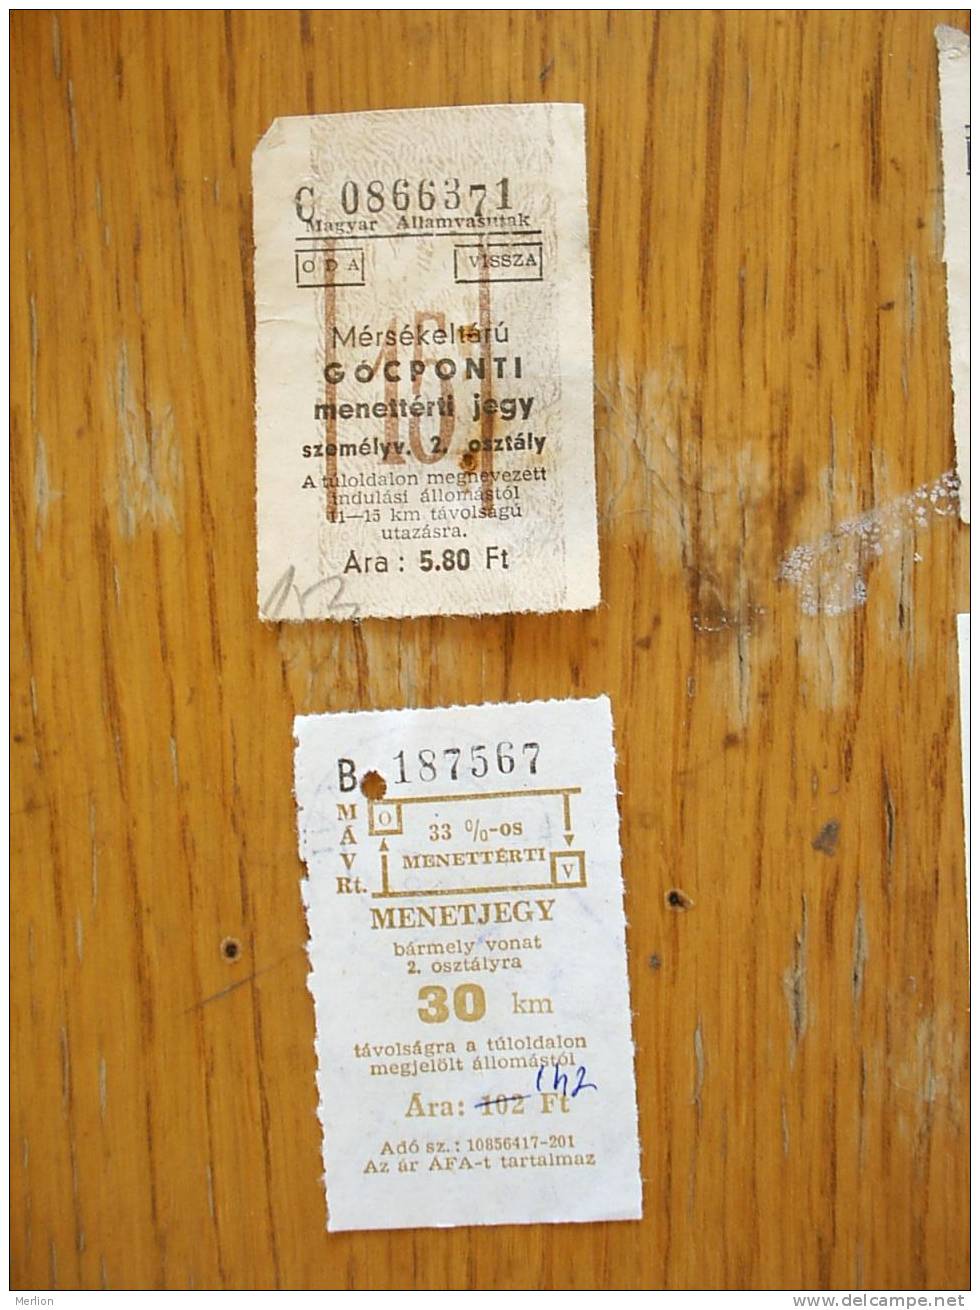 C 0866371
Magyar Államvasutak
ODA VISSZA
15
Mérsékeltárú
GÓCPONTI
menettérti jegy
személyv. 2. osztály
A túloldalon megnevezett
indulási állomástól
11—15 km távolságú
utazásra.
Ára : 5.80 Ft
B 187567
M
Á
V
Rt.
O
33 %-os
MENETTÉRTI
V
MENETJEGY
bármely vonat
2. osztályra
30 km
távolságra a túloldalon
megjelölt állomástól
142
Ára: 102 Ft
Adó sz.: 10856417-201
Az ár ÁFA-t tartalmaz
Merlion
www.delcampe.net